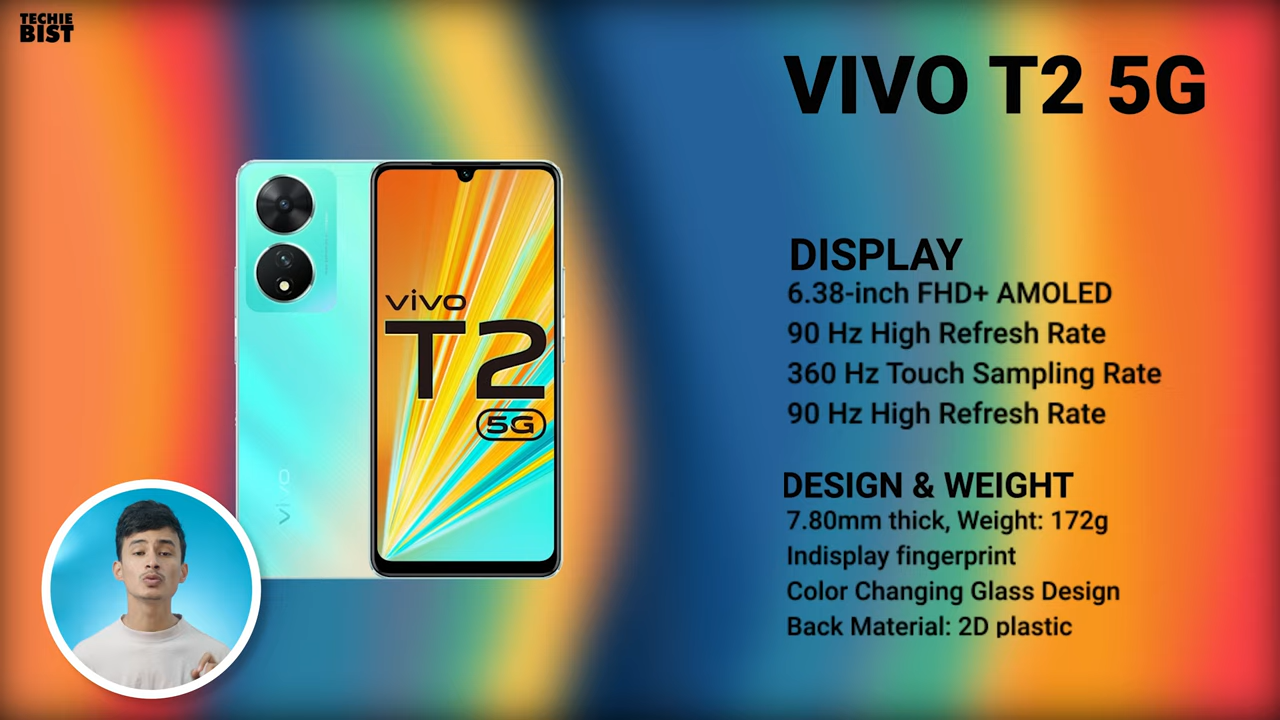 TECHIE
BIST
VIVO T2 5G
vivo
T2
5G
vivo
DISPLAY
6.38-inch FHD+ AMOLED
90 Hz High Refresh Rate
360 Hz Touch Sampling Rate
90 Hz High Refresh Rate
DESIGN & WEIGHT
7.80mm thick, Weight: 172g
Indisplay fingerprint
Color Changing Glass Design
Back Material: 2D plastic